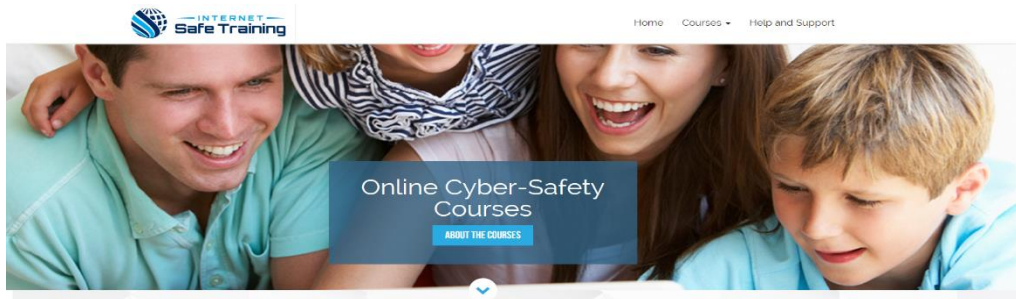 INTERNET
Safe Training
Home Courses Help and Support
Online Cyber-Safety
Courses
ABOUT THE COURSES